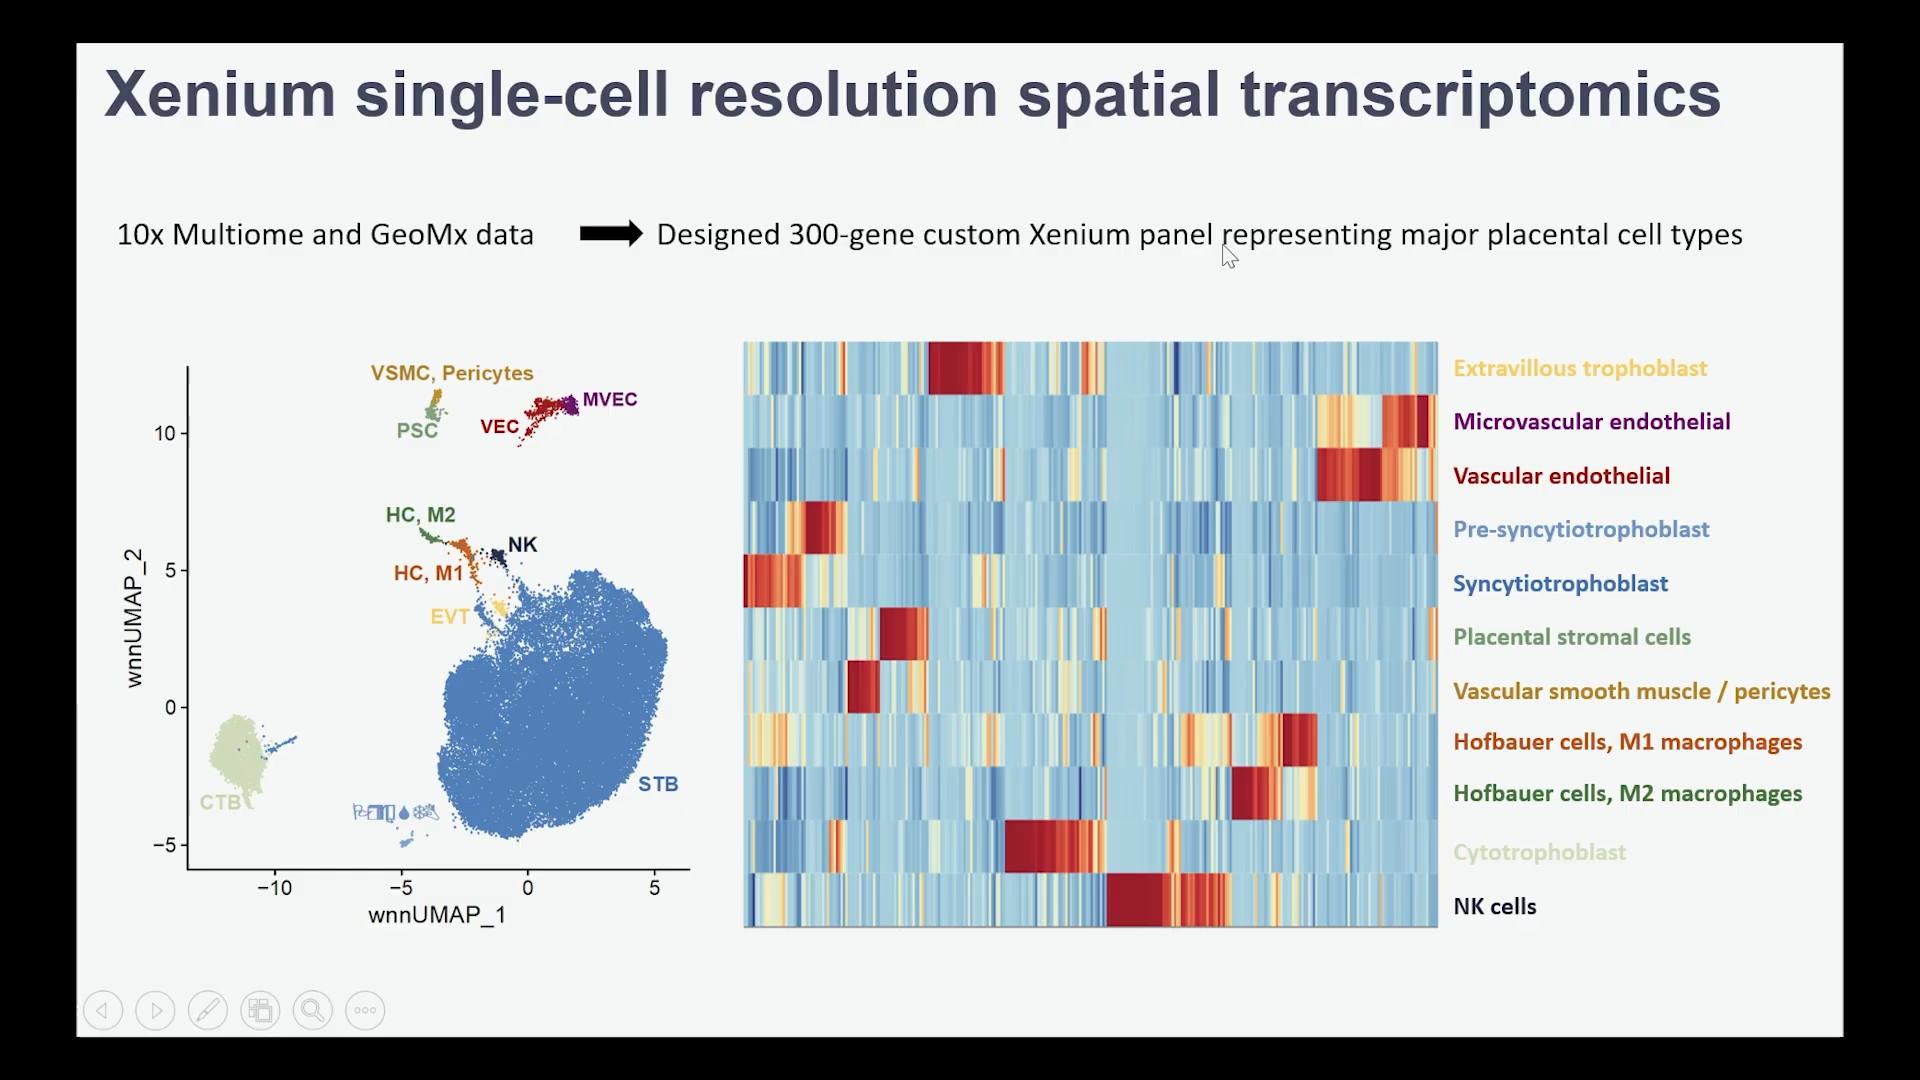 Xenium single-cell resolution spatial transcriptomics
10x Multiome and GeoMx data
Designed 300-gene custom Xenium panel representing major placental cell types
VSMC, Pericytes
PSC
VEC
MVEC
HC, M2
NK
HC, M1
EVT
STB
CTB
10
5
0
−5
−10
−5
0
5
wnnUMAP_1
wnnUMAP_2
Extravillous trophoblast
Microvascular endothelial
Vascular endothelial
Pre-syncytiotrophoblast
Syncytiotrophoblast
Placental stromal cells
Vascular smooth muscle / pericytes
Hofbauer cells, M1 macrophages
Hofbauer cells, M2 macrophages
Cytotrophoblast
NK cells